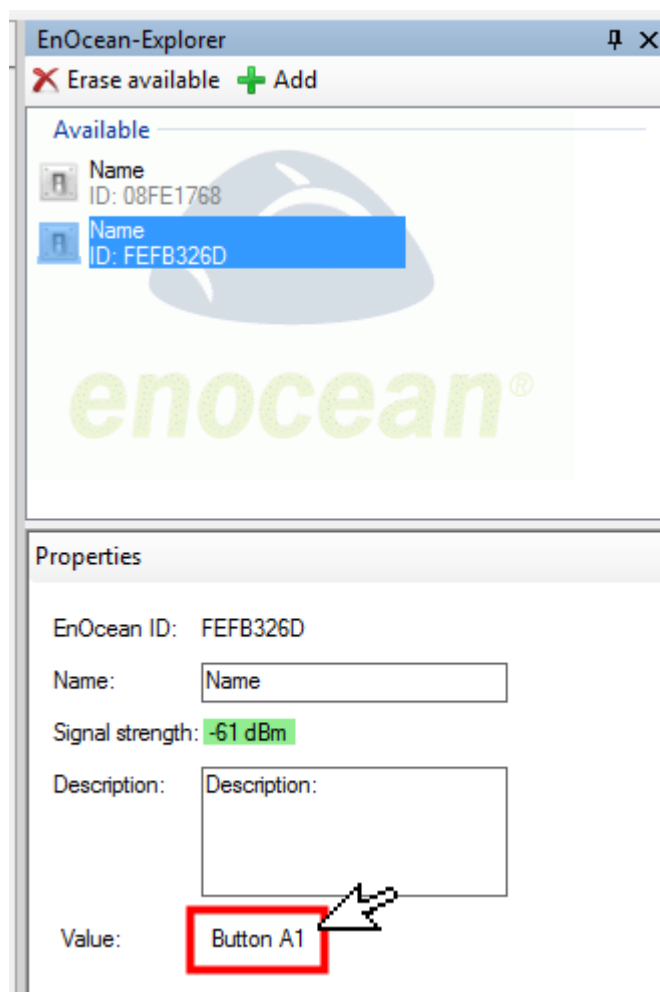 EnOcean-Explorer
Erase available Add
Available
Name
ID: 08FE1768
Name
ID: FEFB326D
enocean®
Properties
EnOcean ID: FEFB326D
Name: Name
Signal strength: -61 dBm
Description: Description:
Value: Button A1